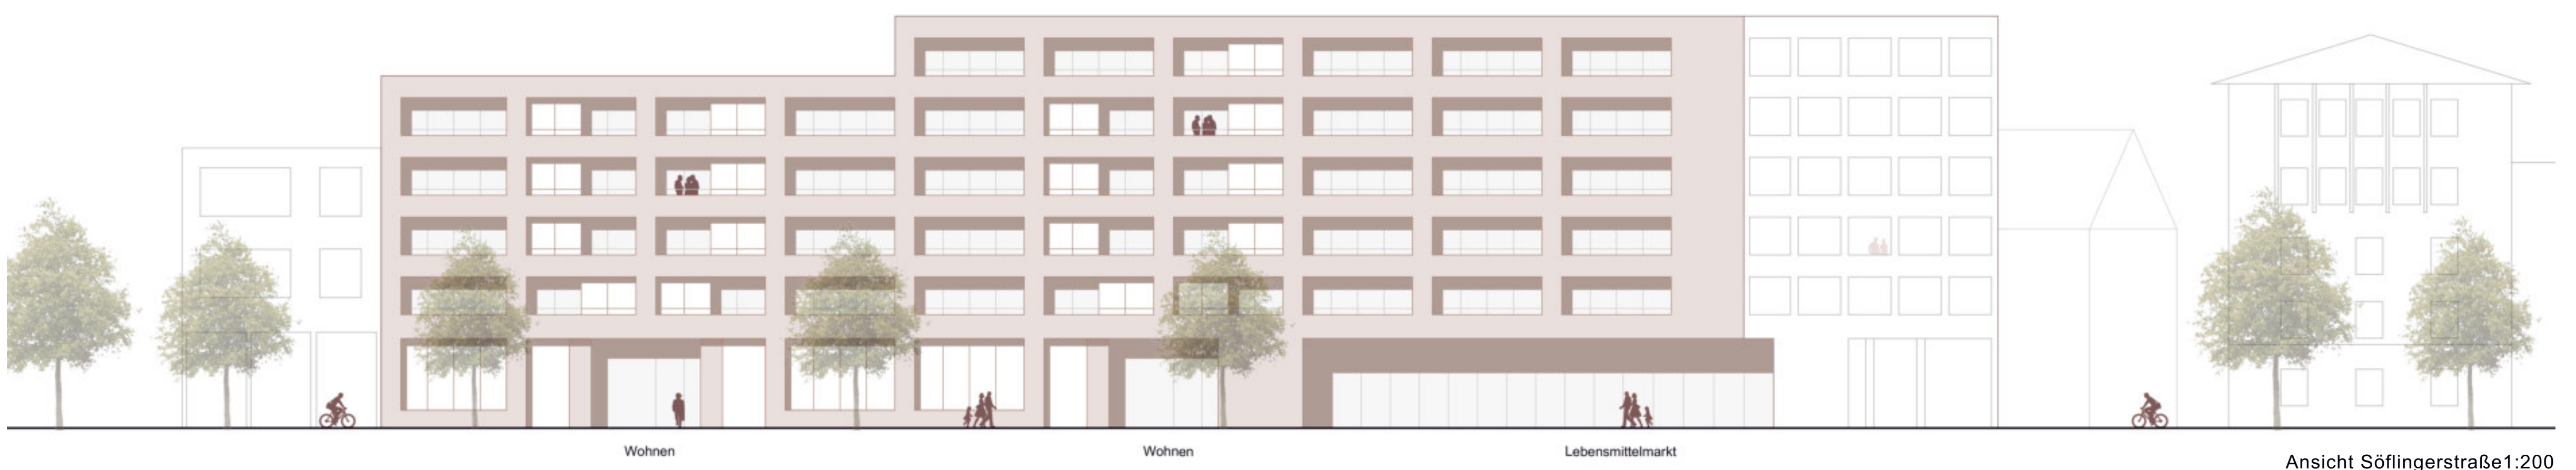 Wohnen
Wohnen
Lebensmittelmarkt
Ansicht Söflingerstraße1:200